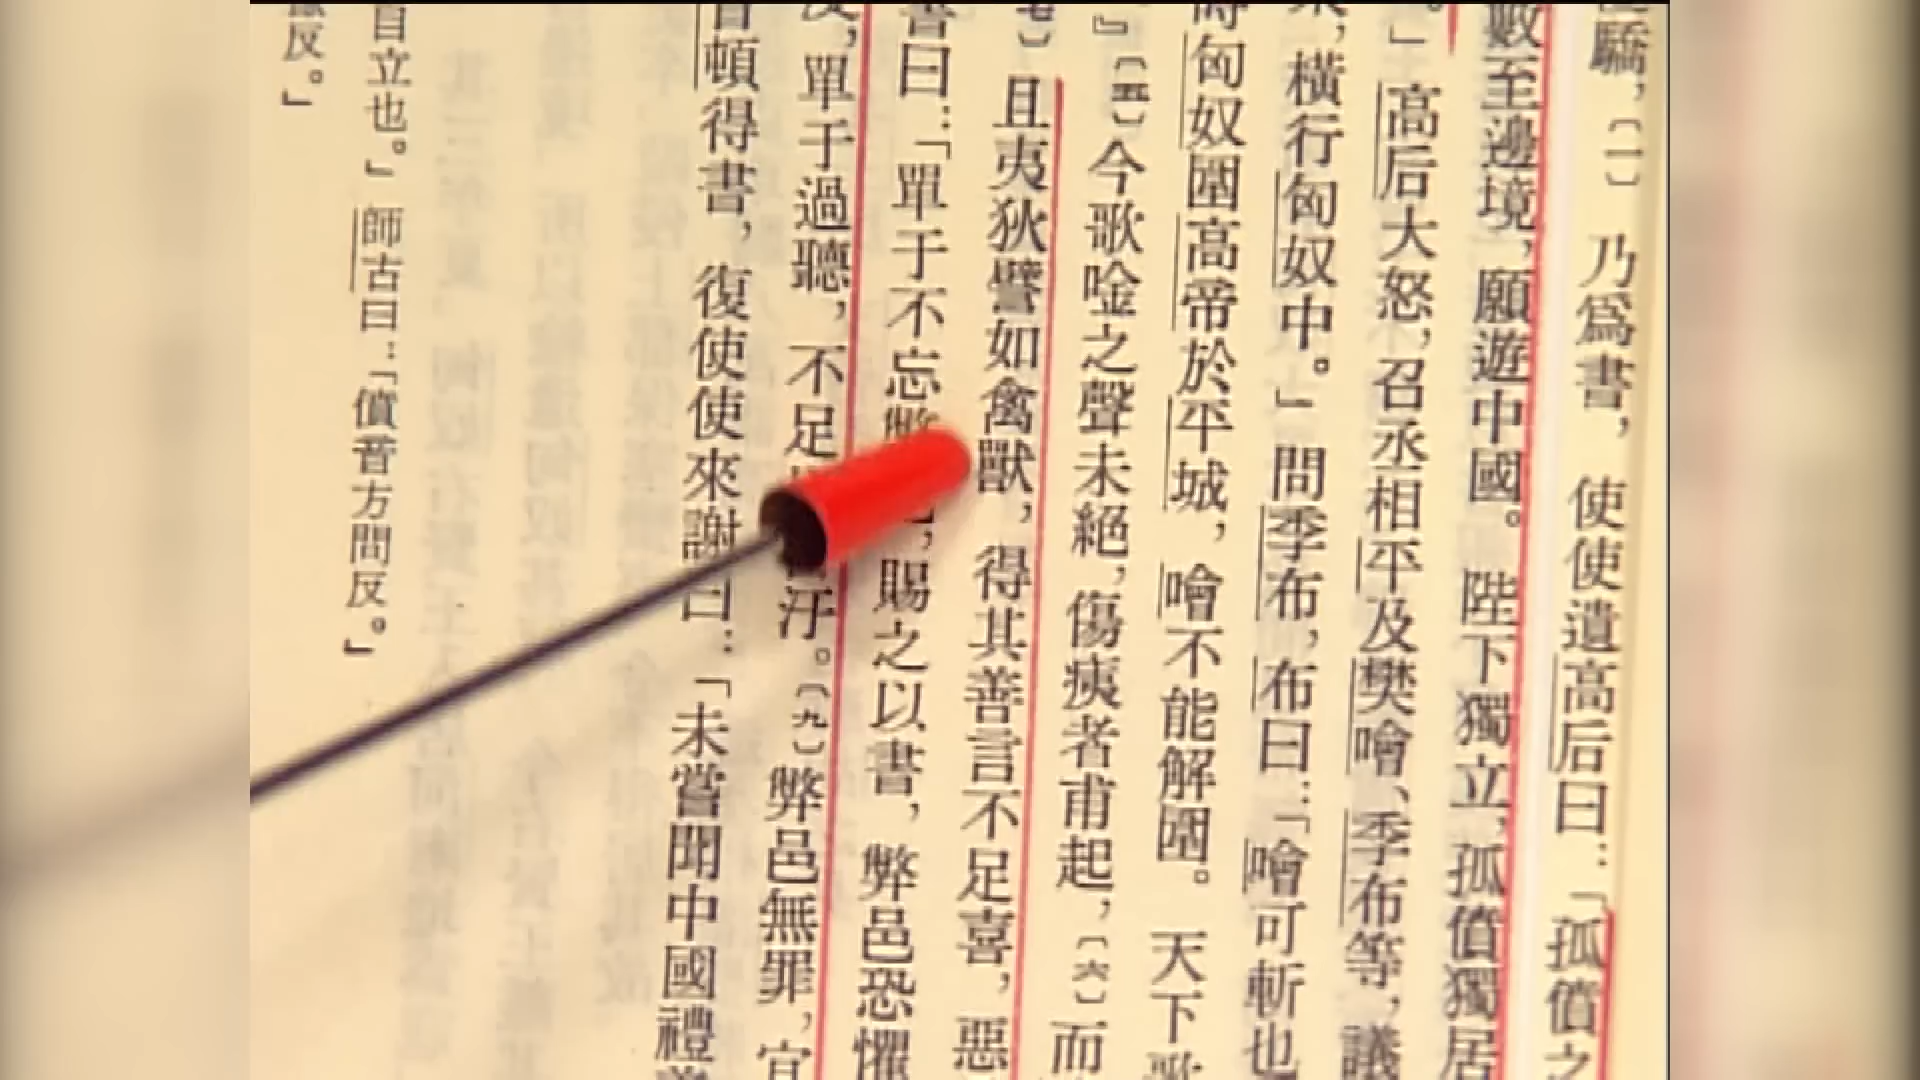 驕，〔一〕乃爲書，使使遺高后曰：「孤僨之
數至邊境，願遊中國。陛下獨立，孤僨獨居
。」高后大怒，召丞相平及樊噲、季布等，議
橫行匈奴中。」問季布，布曰：「噲可斬也
時匈奴圍高帝於平城，噲不能解圍。天下歌
』〔五〕今歌唫之聲未絕，傷痍者甫起，〔六〕而
〕且夷狄譬如禽獸，得其善言不足喜，惡
書曰：「單于不忘弊，賜之以書，弊邑恐懼
，單于過聽，不足汙。〔九〕弊邑無罪，宜
冒頓得書，復使使來謝曰：「未嘗聞中國禮
自立也。」師古曰：「僨音方問反。」
反。」